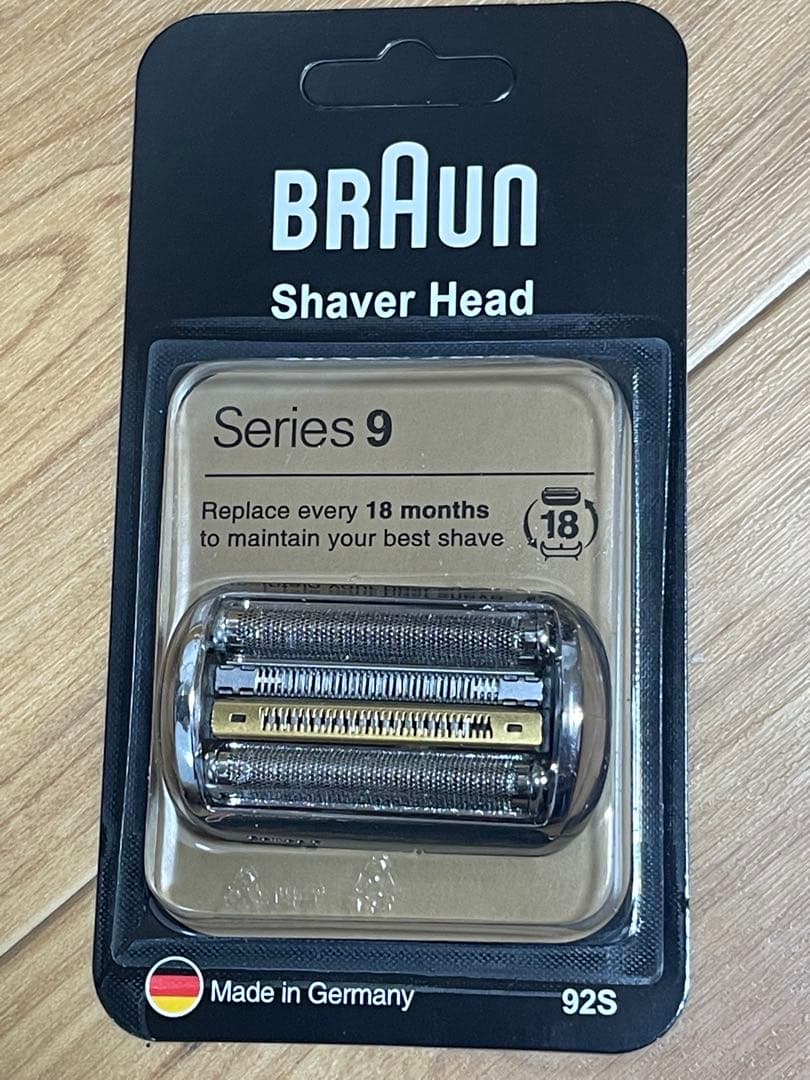 BRAUN
Shaver Head
Series 9
Replace every 18 months
to maintain your best shave
18
Made in Germany
92S